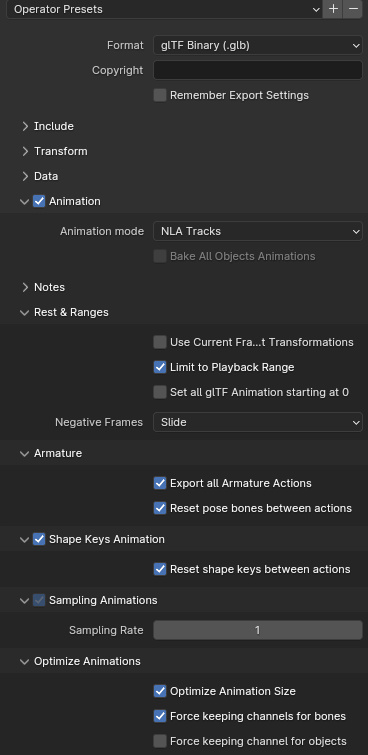 Operator Presets
Format glTF Binary (.glb)
Copyright
Remember Export Settings
Include
Transform
Data
Animation
Animation mode NLA Tracks
Bake All Objects Animations
Notes
Rest & Ranges
Use Current Fra...t Transformations
Limit to Playback Range
Set all glTF Animation starting at 0
Negative Frames Slide
Armature
Export all Armature Actions
Reset pose bones between actions
Shape Keys Animation
Reset shape keys between actions
Sampling Animations
Sampling Rate 1
Optimize Animations
Optimize Animation Size
Force keeping channels for bones
Force keeping channel for objects